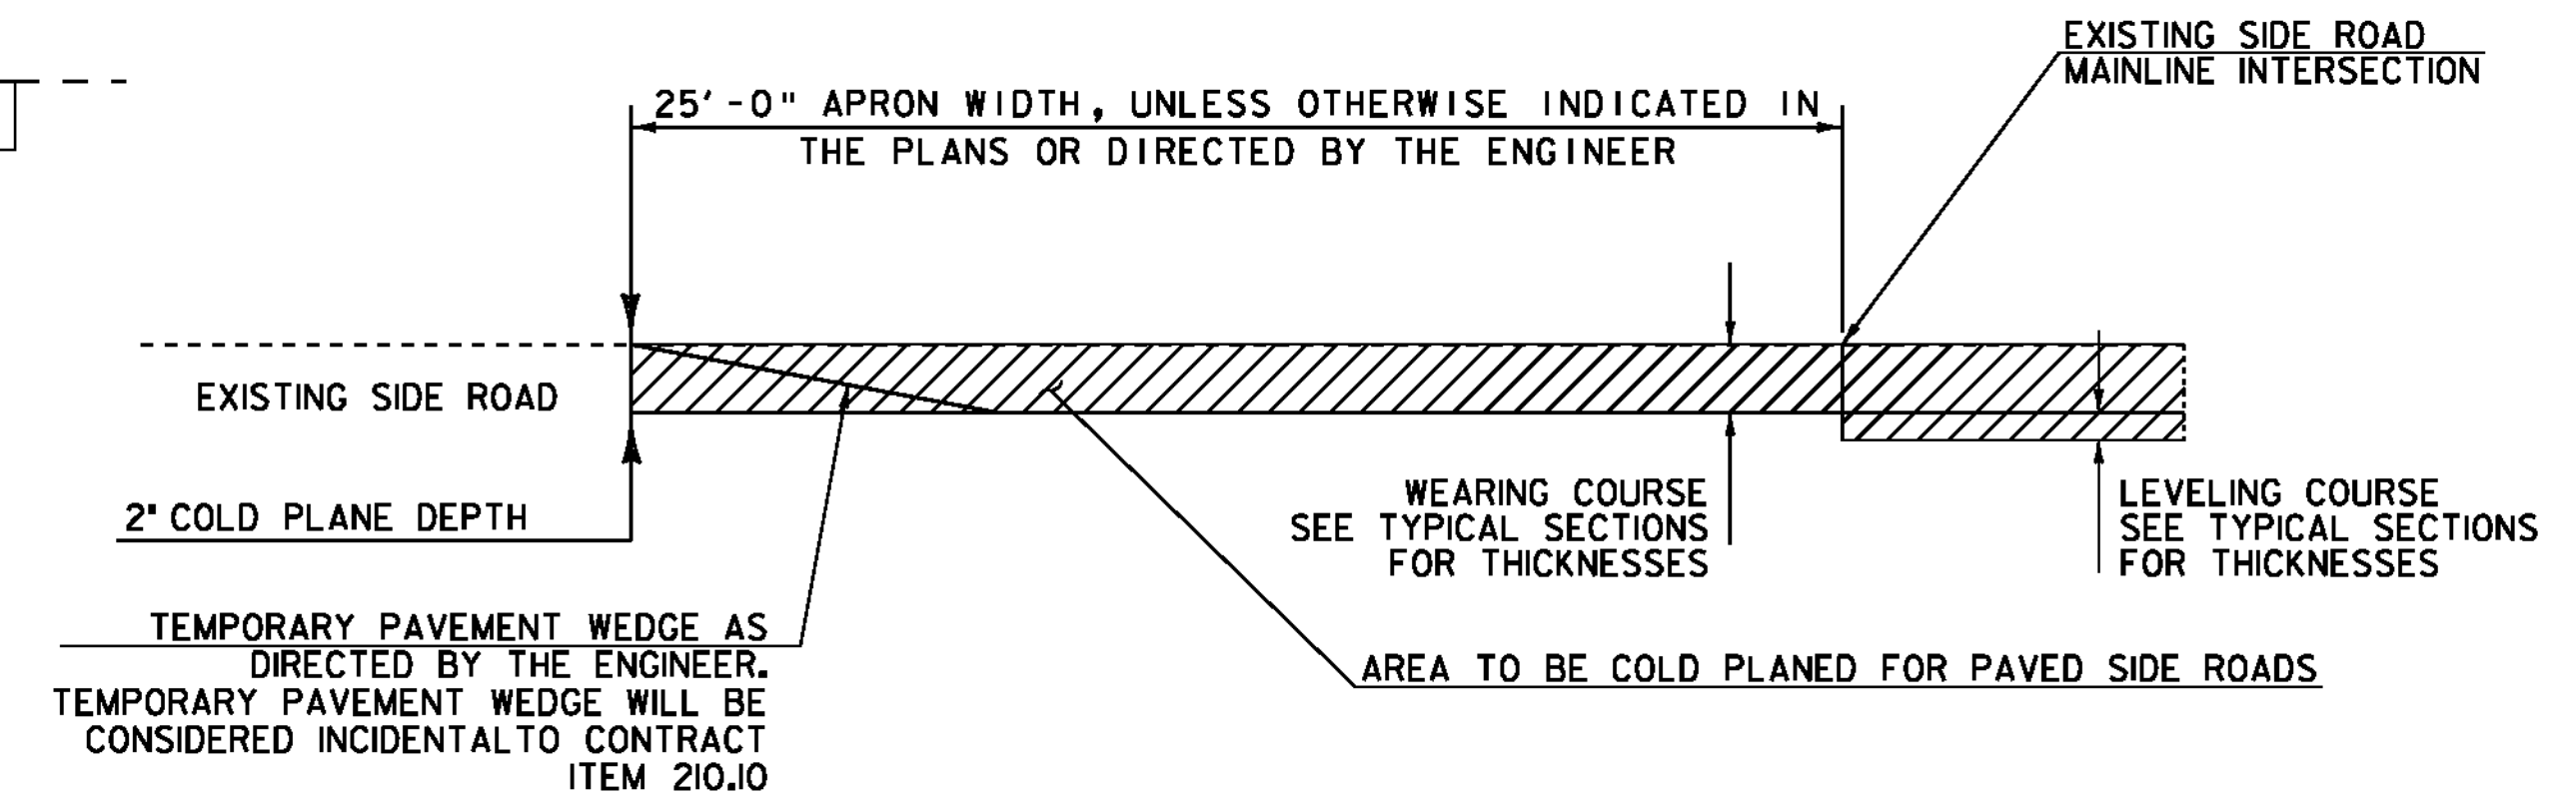 EXISTING SIDE ROAD
MAINLINE INTERSECTION
25'-0" APRON WIDTH, UNLESS OTHERWISE INDICATED IN
THE PLANS OR DIRECTED BY THE ENGINEER
EXISTING SIDE ROAD
2" COLD PLANE DEPTH
WEARING COURSE
SEE TYPICAL SECTIONS
FOR THICKNESSES
LEVELING COURSE
SEE TYPICAL SECTIONS
FOR THICKNESSES
TEMPORARY PAVEMENT WEDGE AS
DIRECTED BY THE ENGINEER.
TEMPORARY PAVEMENT WEDGE WILL BE
CONSIDERED INCIDENTAL TO CONTRACT
ITEM 210.10
AREA TO BE COLD PLANED FOR PAVED SIDE ROADS